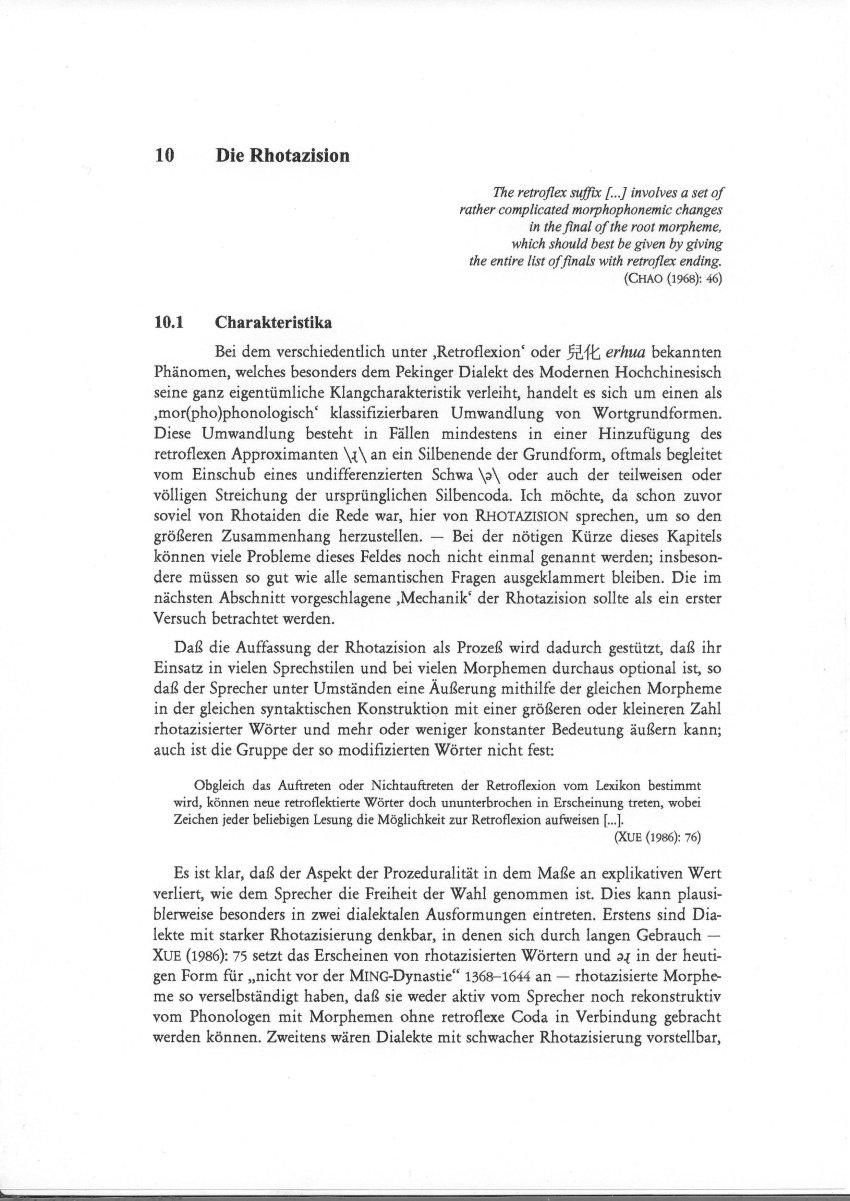 10 Die Rhotazision
The retroflex suffix [...] involves a set of
rather complicated morphophonemic changes
in the final of the root morpheme,
which should best be given by giving
the entire list of finals with retroflex ending.
(CHAO (1968): 46)
10.1 Charakteristika
Bei dem verschiedentlich unter ‚Retroflexion‘ oder 兒化 erhua bekannten
Phänomen, welches besonders dem Pekinger Dialekt des Modernen Hochchinesisch
seine ganz eigentümliche Klangcharakteristik verleiht, handelt es sich um einen als
‚mor(pho)phonologisch‘ klassifizierbaren Umwandlung von Wortgrundformen.
Diese Umwandlung besteht in Fällen mindestens in einer Hinzufügung des
retroflexen Approximanten \ɻ\ an ein Silbenende der Grundform, oftmals begleitet
vom Einschub eines undifferenzierten Schwa \ə\ oder auch der teilweisen oder
völligen Streichung der ursprünglichen Silbencoda. Ich möchte, da schon zuvor
soviel von Rhotaiden die Rede war, hier von RHOTAZISION sprechen, um so den
größeren Zusammenhang herzustellen. — Bei der nötigen Kürze dieses Kapitels
können viele Probleme dieses Feldes noch nicht einmal genannt werden; insbeson-
dere müssen so gut wie alle semantischen Fragen ausgeklammert bleiben. Die im
nächsten Abschnitt vorgeschlagene ‚Mechanik‘ der Rhotazision sollte als ein erster
Versuch betrachtet werden.
Daß die Auffassung der Rhotazision als Prozeß wird dadurch gestützt, daß ihr
Einsatz in vielen Sprechstilen und bei vielen Morphemen durchaus optional ist, so
daß der Sprecher unter Umständen eine Äußerung mithilfe der gleichen Morpheme
in der gleichen syntaktischen Konstruktion mit einer größeren oder kleineren Zahl
rhotazisierter Wörter und mehr oder weniger konstanter Bedeutung äußern kann;
auch ist die Gruppe der so modifizierten Wörter nicht fest:
Obgleich das Auftreten oder Nichtauftreten der Retroflexion vom Lexikon bestimmt
wird, können neue retroflektierte Wörter doch ununterbrochen in Erscheinung treten, wobei
Zeichen jeder beliebigen Lesung die Möglichkeit zur Retroflexion aufweisen [...].
(XUE (1986): 76)
Es ist klar, daß der Aspekt der Prozeduralität in dem Maße an explikativen Wert
verliert, wie dem Sprecher die Freiheit der Wahl genommen ist. Dies kann plausi-
blerweise besonders in zwei dialektalen Ausformungen eintreten. Erstens sind Dia-
lekte mit starker Rhotazisierung denkbar, in denen sich durch langen Gebrauch —
XUE (1986): 75 setzt das Erscheinen von rhotazisierten Wörtern und əɻ in der heuti-
gen Form für „nicht vor der MING-Dynastie“ 1368–1644 an — rhotazisierte Morphe-
me so verselbständigt haben, daß sie weder aktiv vom Sprecher noch rekonstruktiv
vom Phonologen mit Morphemen ohne retroflexe Coda in Verbindung gebracht
werden können. Zweitens wären Dialekte mit schwacher Rhotazisierung vorstellbar,